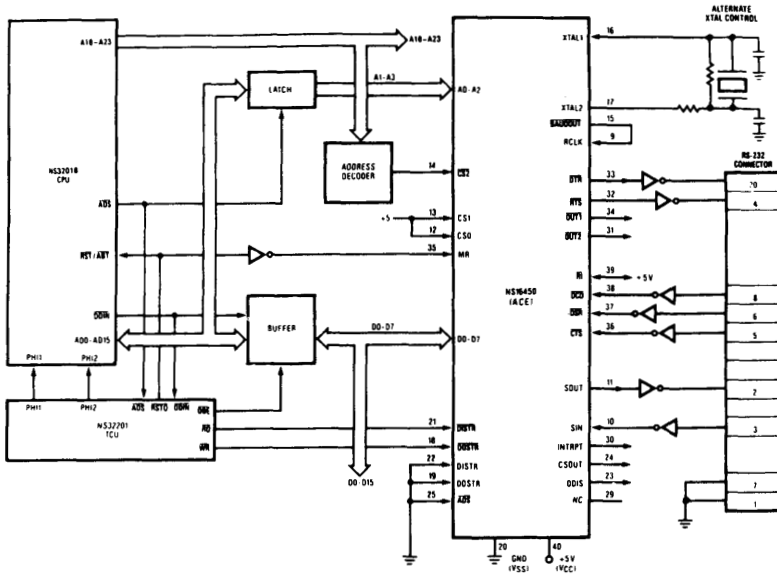 ALTERNATE
XTAL CONTROL
A16-A23
A16-A23
XTAL1
16
LATCH
A1-A3
A0-A2
XTAL2
17
15
BAUDOUT
RCLK
9
NS32016
CPU
ADDRESS
DECODER
14
CS2
RS-232
CONNECTOR
DTR
33
20
RTS
32
4
ADS
+5
13
CS1
OUT1
34
12
CS0
OUT2
31
RST/ABT
35
MR
RI
39
+5V
NS16450
(ACE)
DCD
38
8
DSR
37
6
CTS
36
5
DDIN
BUFFER
AD0-AD15
D0-D7
D0-D7
PHI1
PHI2
SOUT
11
2
PHI1
PHI2
ADS
RSTO
DDIN
DBE
NS32201
TCU
RD
WR
21
DISTR
SIN
10
3
18
DOSTR
INTRPT
30
22
DISTR
CSOUT
24
19
DOSTR
DDIS
23
7
D0-D15
25
ADS
NC
29
1
20
GND
(VSS)
40
+5V
(VCC)